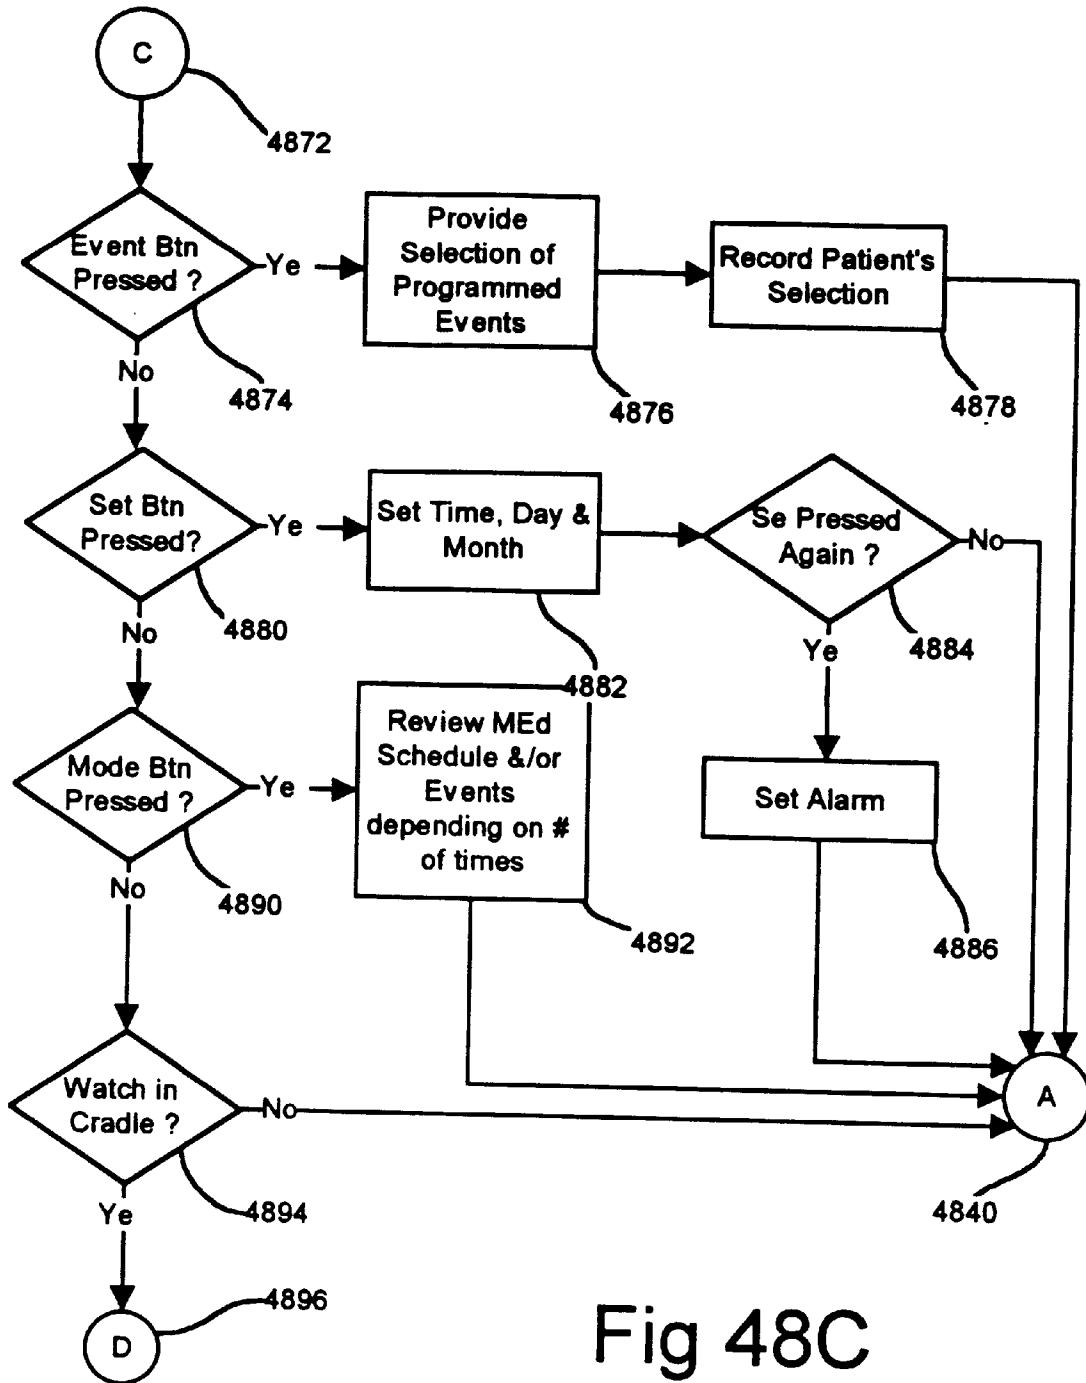 C
4872
Event Btn
Pressed ?
Ye
Provide
Selection of
Programmed
Events
Record Patient's
Selection
No
4874
4876
4878
Set Btn
Pressed?
Ye
Set Time, Day &
Month
Se Pressed
Again ?
No
No
4880
4882
4884
Ye
Mode Btn
Pressed ?
Ye
Review MEd
Schedule &/or
Events
depending on #
of times
Set Alarm
No
4890
4892
4886
Watch in
Cradle ?
No
A
Ye
4894
4840
D
4896
Fig 48C